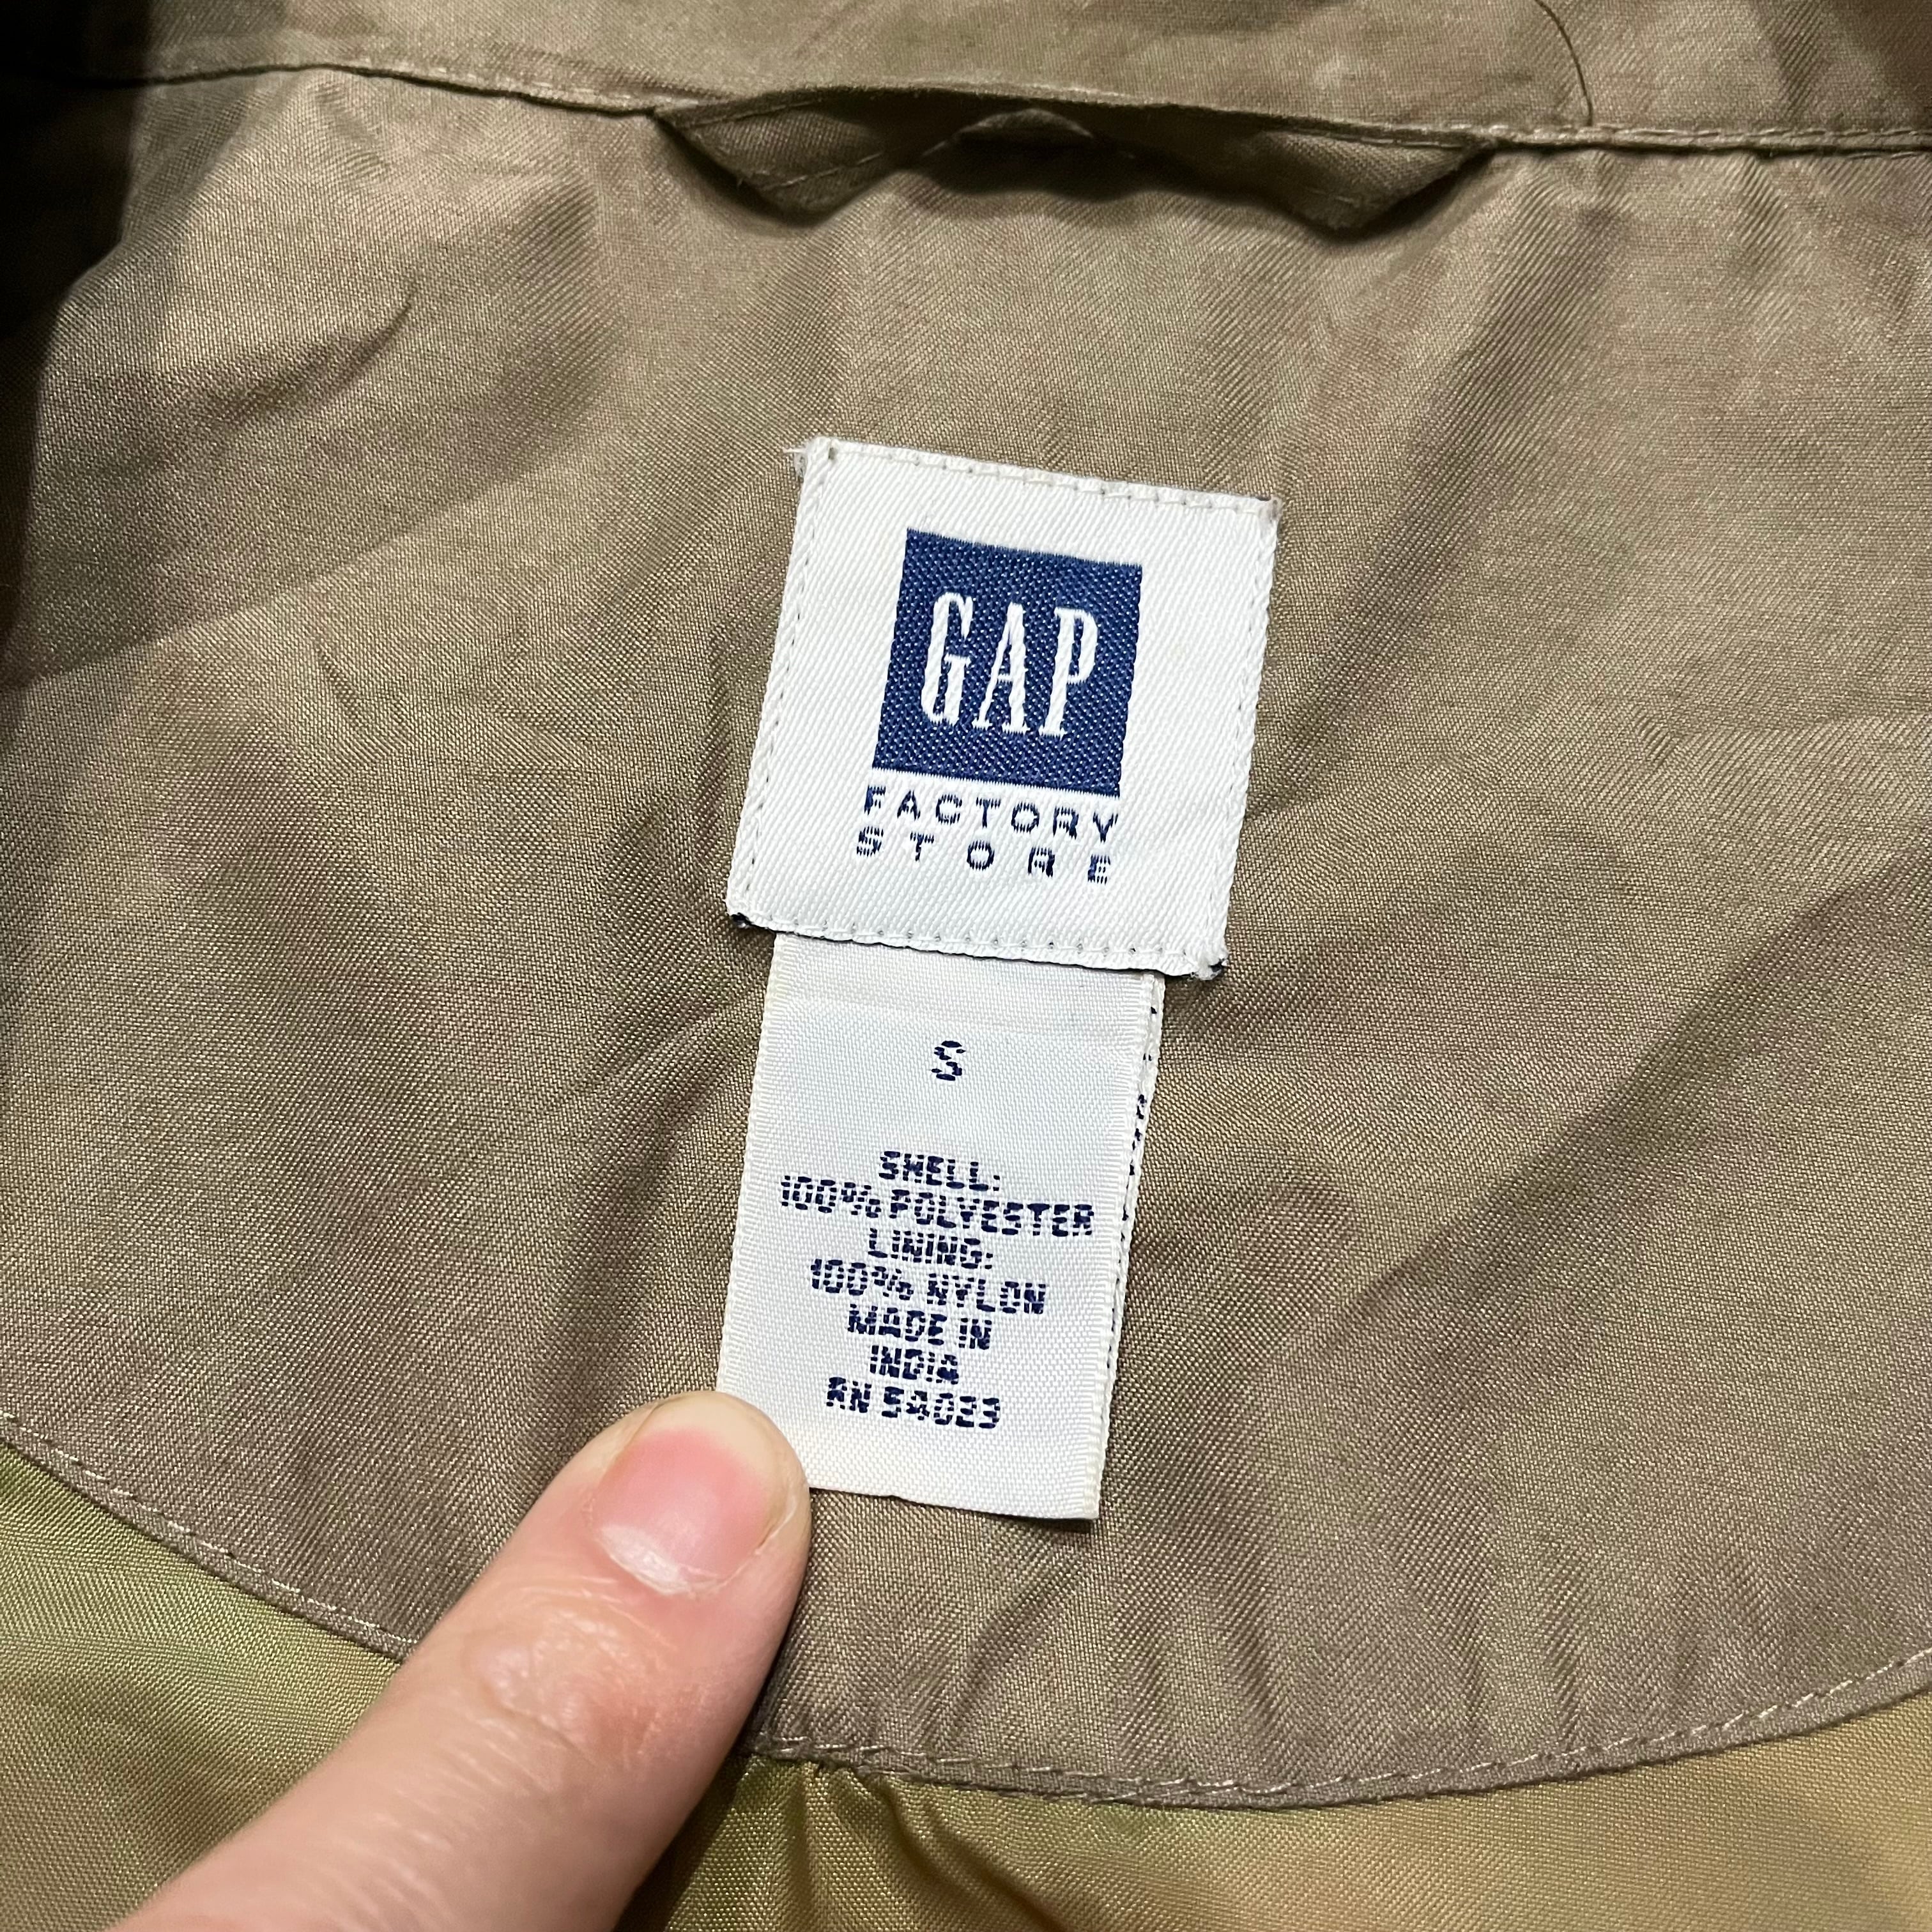 GAP
FACTORY
STORE
S
SHELL:
100% POLYESTER
LINING:
100% NYLON
MADE IN
INDIA
RN 54023